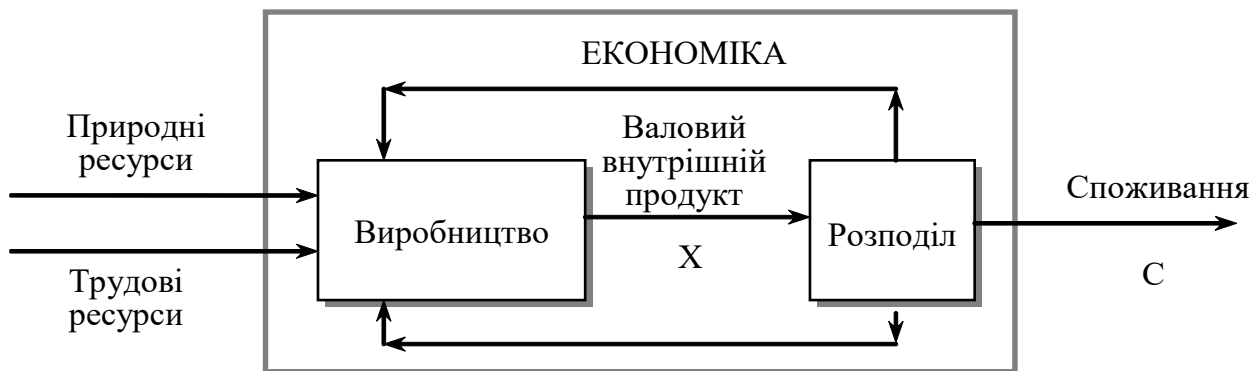 ЕКОНОМІКА
Природні
ресурси
Валовий
внутрішній
продукт
Споживання
Виробництво
Розподіл
X
C
Трудові
ресурси